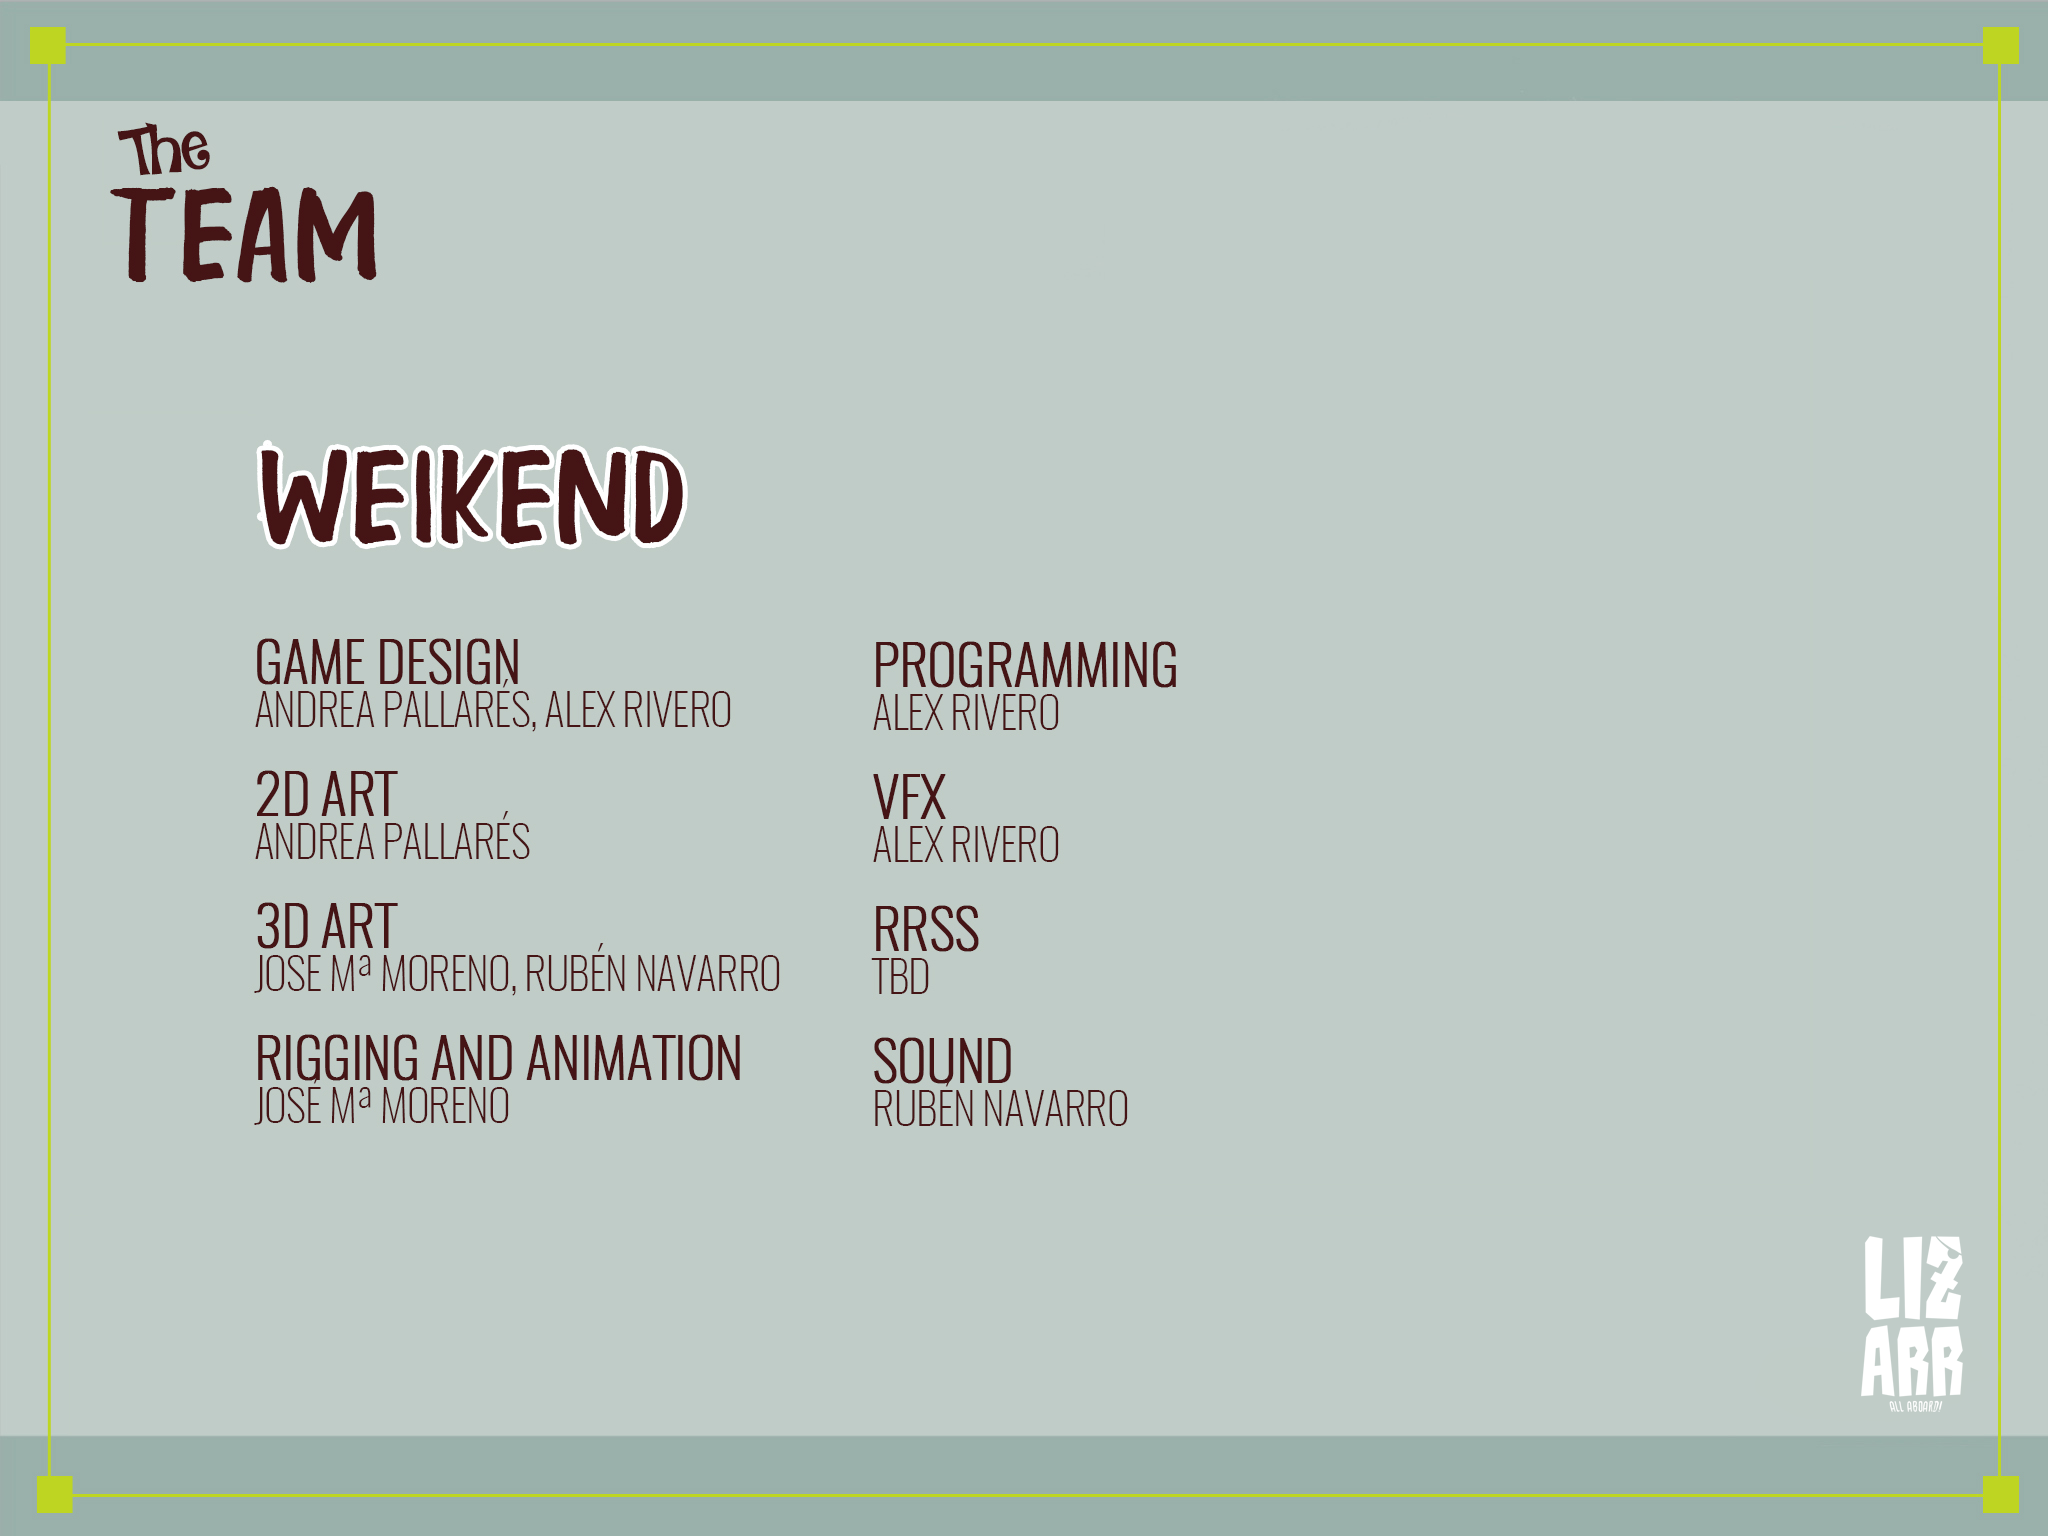 The
TEAM
WEIKEND
GAME DESIGN
ANDREA PALLARÉS, ALEX RIVERO
2D ART
ANDREA PALLARÉS
3D ART
JOSE Mª MORENO, RUBÉN NAVARRO
RIGGING AND ANIMATION
JOSÉ Mª MORENO
PROGRAMMING
ALEX RIVERO
VFX
ALEX RIVERO
RRSS
TBD
SOUND
RUBÉN NAVARRO
LIZ
ARR
ALL ABOARD!